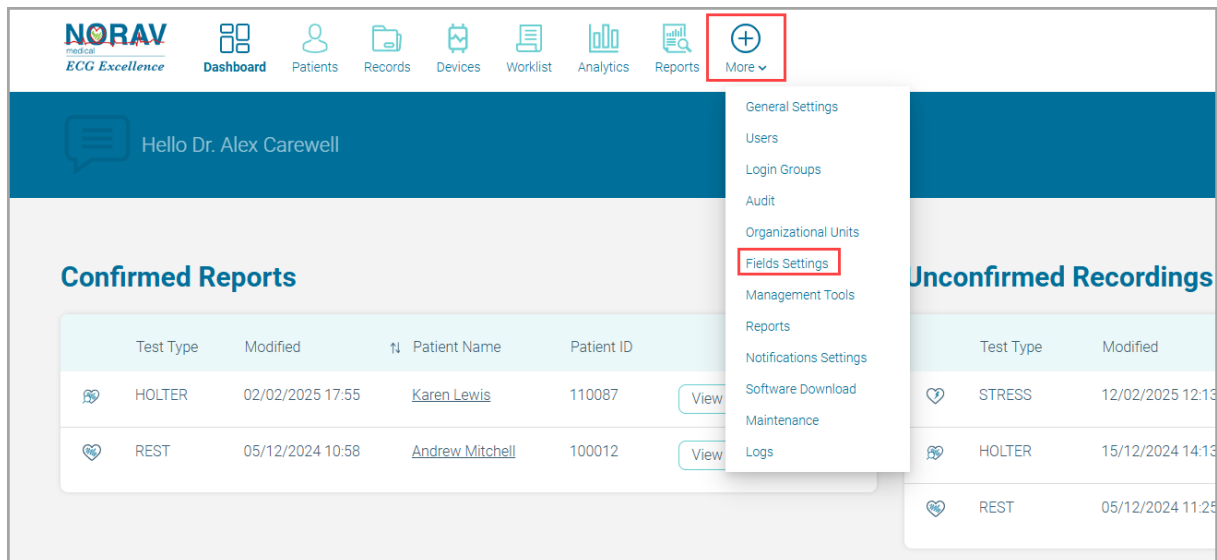 NORAV
medical
ECG Excellence
Dashboard
Patients
Records
Devices
Worklist
Analytics
Reports
More
Hello Dr. Alex Carewell
General Settings
Users
Login Groups
Audit
Organizational Units
Fields Settings
Management Tools
Reports
Notifications Settings
Software Download
Maintenance
Logs
Confirmed Reports
Test Type Modified Patient Name Patient ID
HOLTER 02/02/2025 17:55 Karen Lewis 110087 View
REST 05/12/2024 10:58 Andrew Mitchell 100012 View
Unconfirmed Recordings
Test Type Modified
STRESS 12/02/2025 12:13
HOLTER 15/12/2024 14:13
REST 05/12/2024 11:25